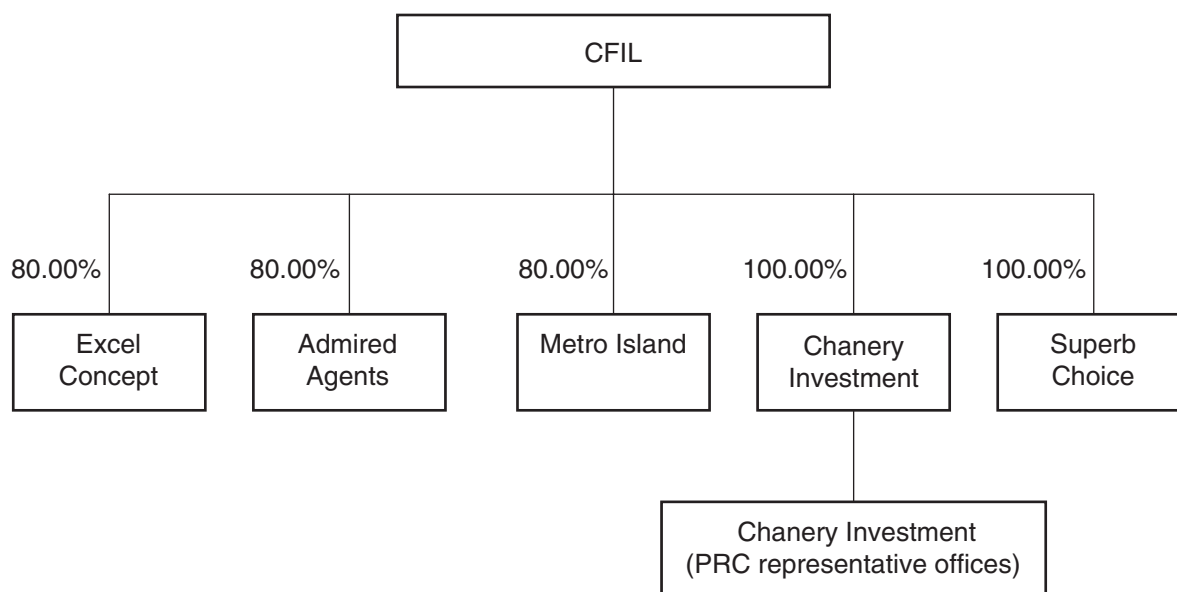 CFIL
80.00%
80.00%
80.00%
100.00%
100.00%
Excel
Concept
Admired
Agents
Metro Island
Chanery
Investment
Superb
Choice
Chanery Investment
(PRC representative offices)